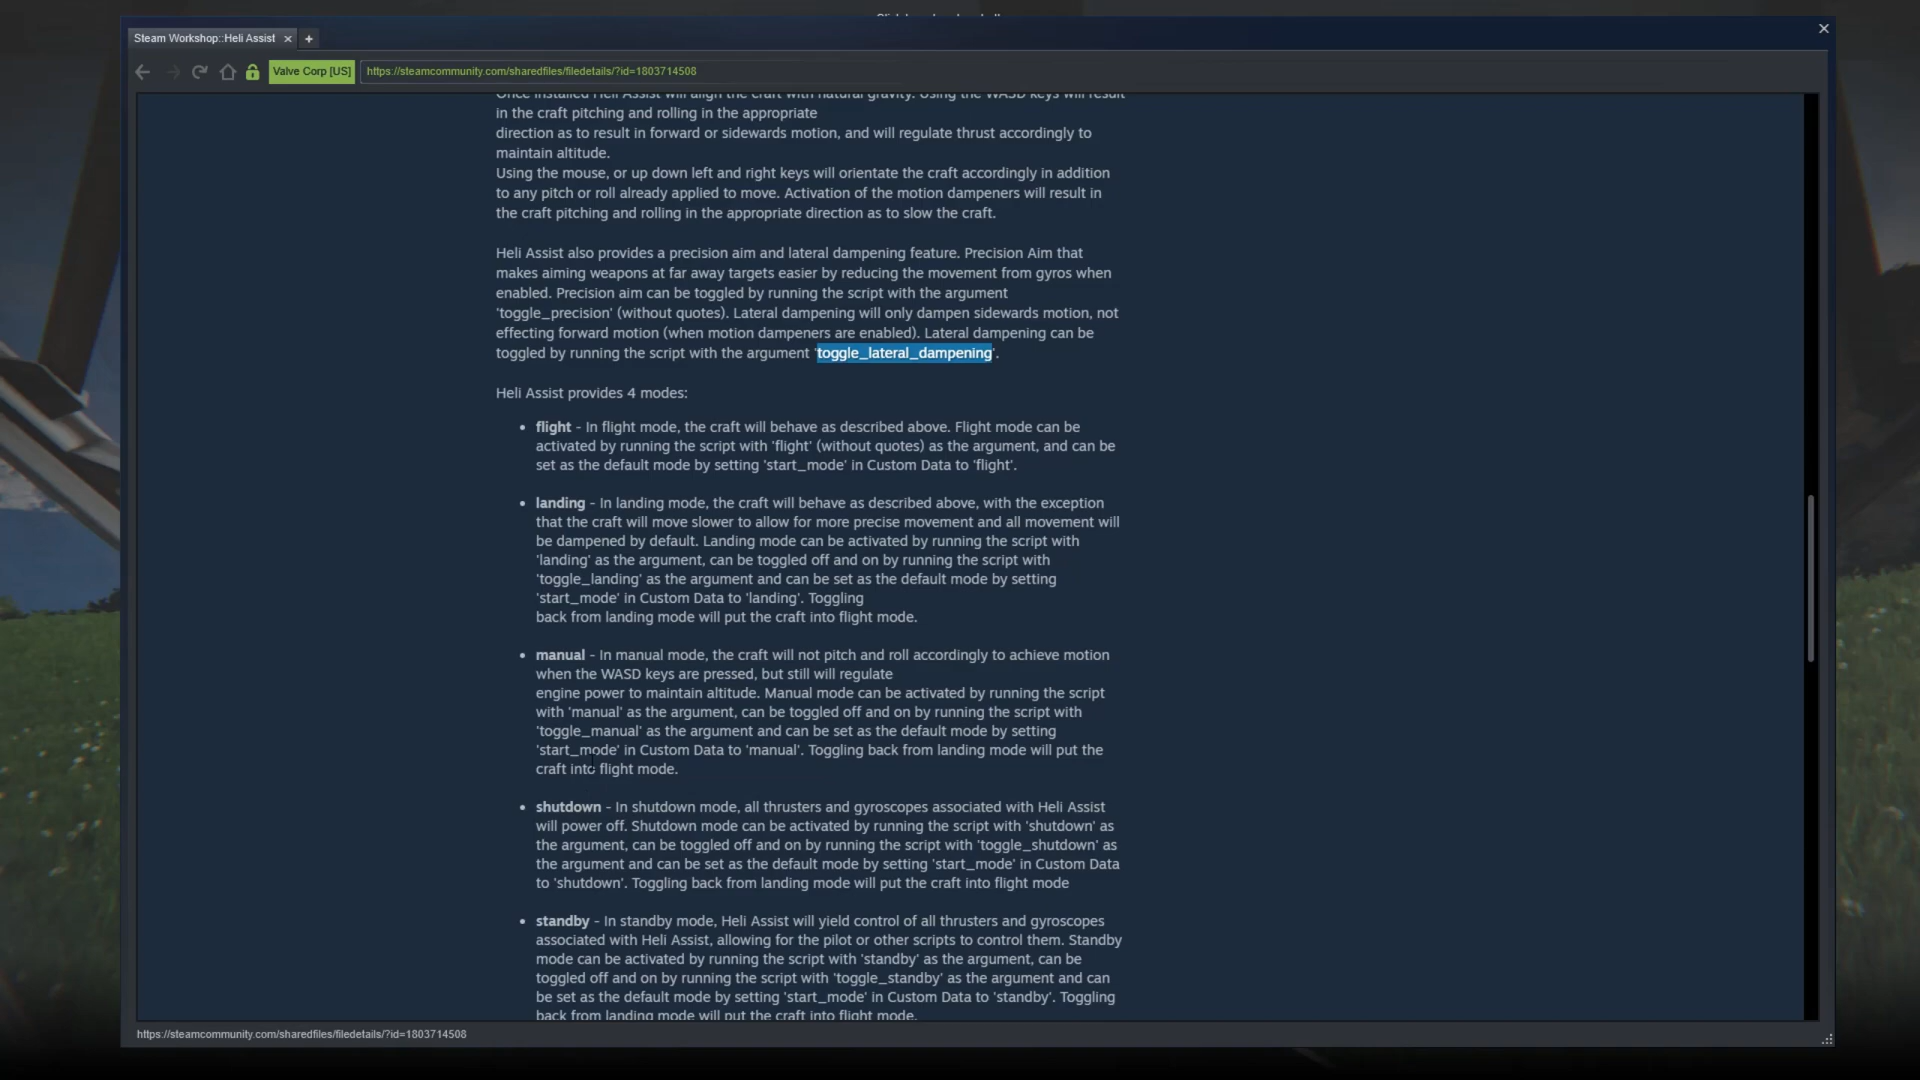 Steam Workshop::Heli Assist
Valve Corp [US]
https://steamcommunity.com/sharedfiles/filedetails/?id=1803714508
Once installed Heli Assist will align the craft with natural gravity. Using the WASD keys will result
in the craft pitching and rolling in the appropriate
direction as to result in forward or sidewards motion, and will regulate thrust accordingly to
maintain altitude.
Using the mouse, or up down left and right keys will orientate the craft accordingly in addition
to any pitch or roll already applied to move. Activation of the motion dampeners will result in
the craft pitching and rolling in the appropriate direction as to slow the craft.
Heli Assist also provides a precision aim and lateral dampening feature. Precision Aim that
makes aiming weapons at far away targets easier by reducing the movement from gyros when
enabled. Precision aim can be toggled by running the script with the argument
'toggle_precision' (without quotes). Lateral dampening will only dampen sidewards motion, not
effecting forward motion (when motion dampeners are enabled). Lateral dampening can be
toggled by running the script with the argument 'toggle_lateral_dampening'.
Heli Assist provides 4 modes:
• flight - In flight mode, the craft will behave as described above. Flight mode can be
activated by running the script with 'flight' (without quotes) as the argument, and can be
set as the default mode by setting 'start_mode' in Custom Data to 'flight'.
• landing - In landing mode, the craft will behave as described above, with the exception
that the craft will move slower to allow for more precise movement and all movement will
be dampened by default. Landing mode can be activated by running the script with
'landing' as the argument, can be toggled off and on by running the script with
'toggle_landing' as the argument and can be set as the default mode by setting
'start_mode' in Custom Data to 'landing'. Toggling
back from landing mode will put the craft into flight mode.
• manual - In manual mode, the craft will not pitch and roll accordingly to achieve motion
when the WASD keys are pressed, but still will regulate
engine power to maintain altitude. Manual mode can be activated by running the script
with 'manual' as the argument, can be toggled off and on by running the script with
'toggle_manual' as the argument and can be set as the default mode by setting
'start_mode' in Custom Data to 'manual'. Toggling back from landing mode will put the
craft into flight mode.
• shutdown - In shutdown mode, all thrusters and gyroscopes associated with Heli Assist
will power off. Shutdown mode can be activated by running the script with 'shutdown' as
the argument, can be toggled off and on by running the script with 'toggle_shutdown' as
the argument and can be set as the default mode by setting 'start_mode' in Custom Data
to 'shutdown'. Toggling back from landing mode will put the craft into flight mode
• standby - In standby mode, Heli Assist will yield control of all thrusters and gyroscopes
associated with Heli Assist, allowing for the pilot or other scripts to control them. Standby
mode can be activated by running the script with 'standby' as the argument, can be
toggled off and on by running the script with 'toggle_standby' as the argument and can
be set as the default mode by setting 'start_mode' in Custom Data to 'standby'. Toggling
back from landing mode will put the craft into flight mode.
https://steamcommunity.com/sharedfiles/filedetails/?id=1803714508